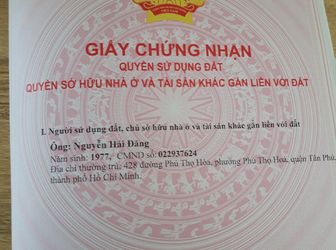 GIẤY CHỨNG NHẬN
QUYỀN SỬ DỤNG ĐẤT
QUYỀN SỞ HỮU NHÀ Ở VÀ TÀI SẢN KHÁC GẮN LIỀN VỚI ĐẤT
I. Người sử dụng đất, chủ sở hữu nhà ở và tài sản khác gắn liền với đất
Ông: Nguyễn Hải Đăng
Năm sinh: 1977, CMND số: 022937624
Địa chỉ thường trú: 428 đường Phú Thọ Hòa, phường Phú Thọ Hoà, quận Tân Phú,
thành phố Hồ Chí Minh.